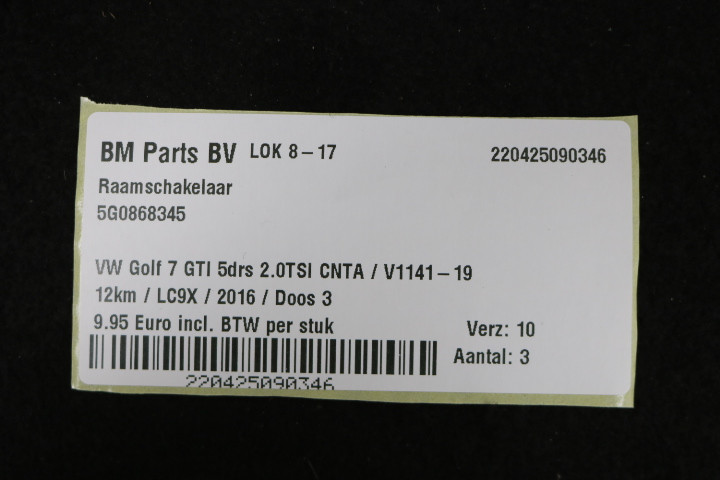 BM Parts BV LOK 8-17 220425090346
Raamschakelaar
5G0868345
VW Golf 7 GTI 5drs 2.0TSI CNTA / V1141-19
12km / LC9X / 2016 / Doos 3
9.95 Euro incl. BTW per stuk Verz: 10
Aantal: 3
220425090346